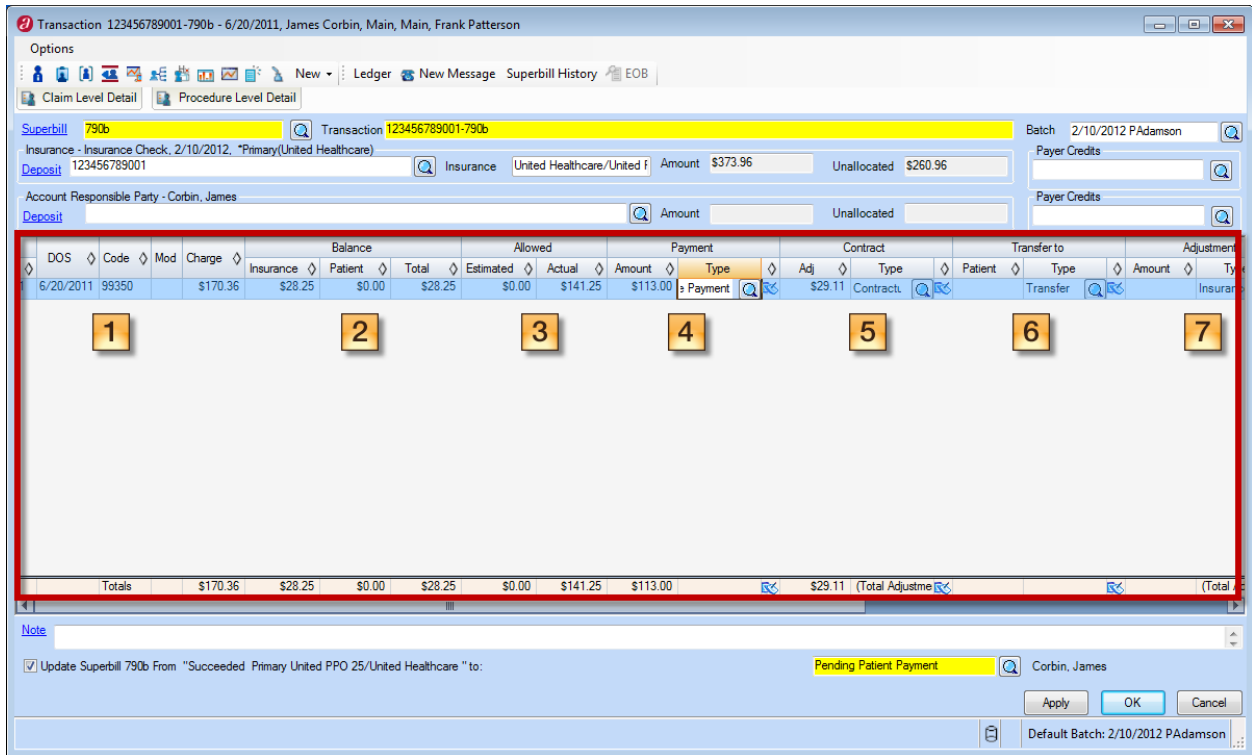 Transaction 123456789001-790b - 6/20/2011, James Corbin, Main, Main, Frank Patterson
Options
New Ledger New Message Superbill History EOB
Claim Level Detail Procedure Level Detail
Superbill 790b Transaction 123456789001-790b Batch 2/10/2012 PAdamson
Insurance - Insurance Check, 2/10/2012, *Primary(United Healthcare) Payer Credits
Deposit 123456789001 Insurance United Healthcare/United F Amount $373.96 Unallocated $260.96
Account Responsible Party - Corbin, James Payer Credits
Deposit Amount Unallocated
Balance Allowed Payment Contract Transfer to Adjustment
DOS Code Mod Charge Insurance Patient Total Estimated Actual Amount Type Adj Type Patient Type Amount Ty
6/20/2011 99350 $170.36 $28.25 $0.00 $28.25 $0.00 $141.25 $113.00 e Payment $29.11 Contractu Transfer Insuran
1 2 3 4 5 6 7
Totals $170.36 $28.25 $0.00 $28.25 $0.00 $141.25 $113.00 $29.11 (Total Adjustme (Total A
Note
Update Superbill 790b From "Succeeded Primary United PPO 25/United Healthcare " to: Pending Patient Payment Corbin, James
Apply OK Cancel
Default Batch: 2/10/2012 PAdamson